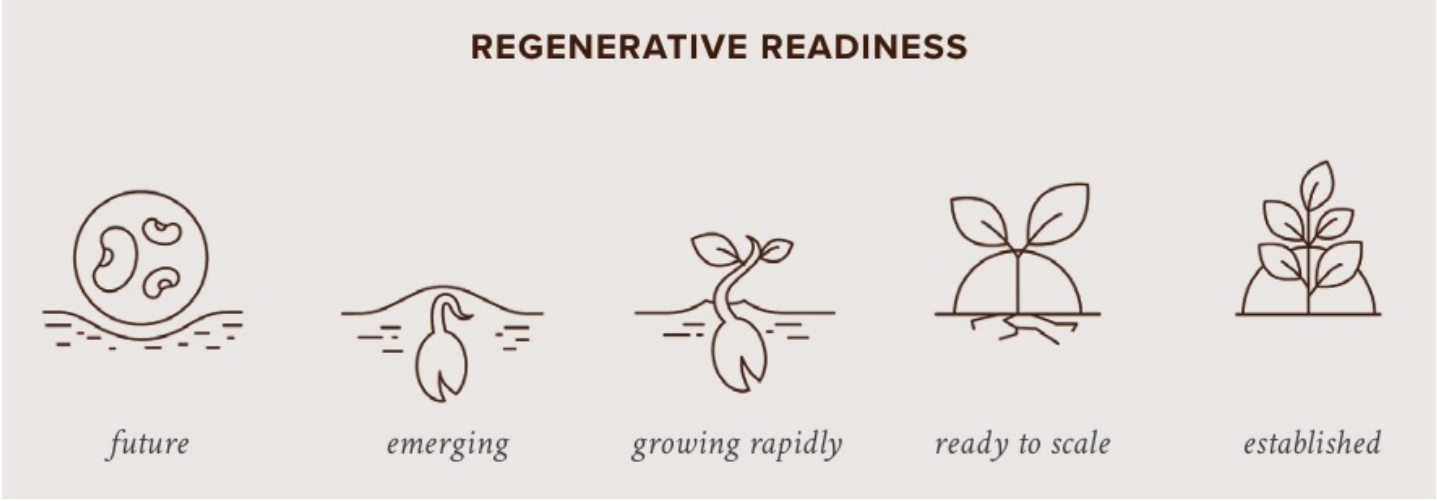 REGENERATIVE READINESS
future
emerging
growing rapidly
ready to scale
established